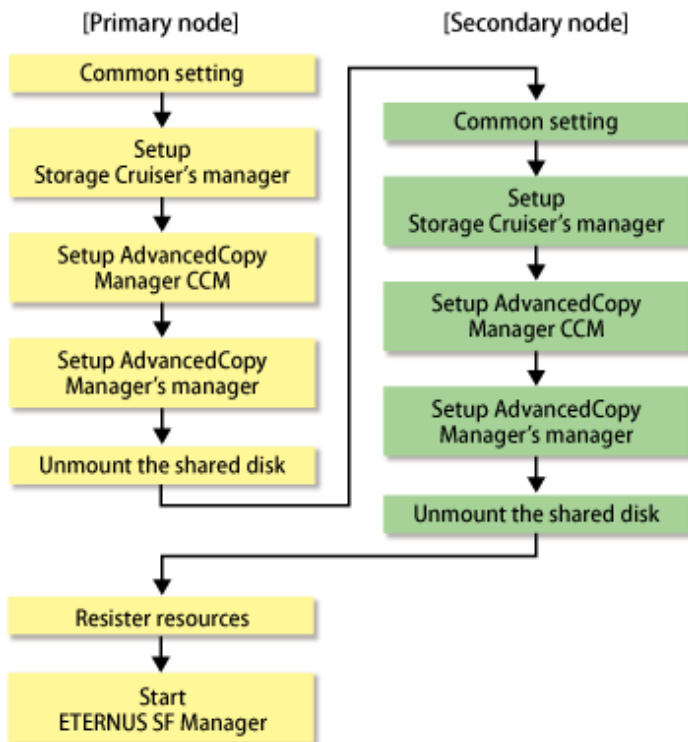 [Primary node]
Common setting
Setup
Storage Cruiser's manager
Setup AdvancedCopy
Manager CCM
Setup AdvancedCopy
Manager's manager
Unmount the shared disk
[Secondary node]
Common setting
Setup
Storage Cruiser's manager
Setup AdvancedCopy
Manager CCM
Setup AdvancedCopy
Manager's manager
Unmount the shared disk
Resister resources
Start
ETERNUS SF Manager